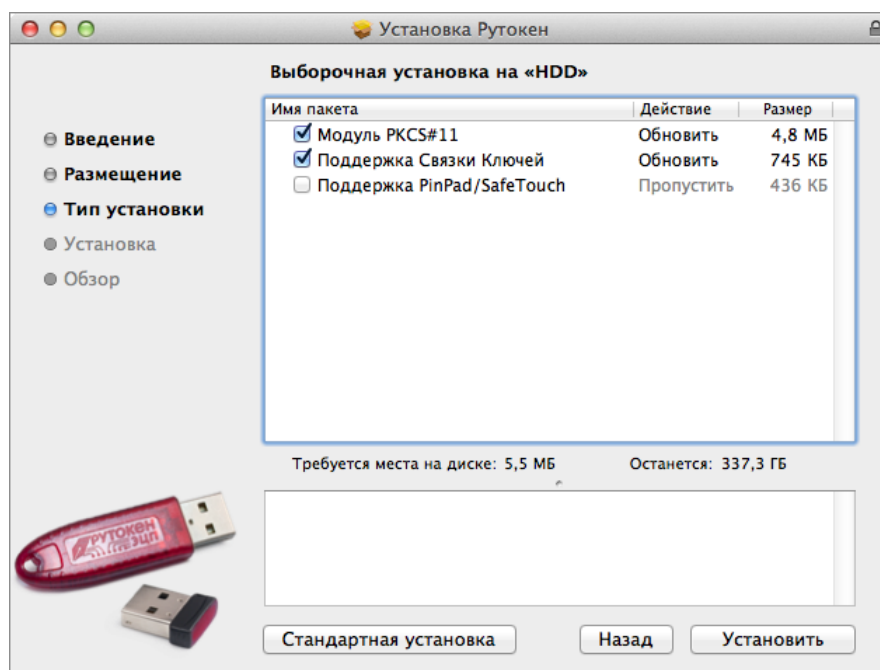 Установка Рутокен
Выборочная установка на «HDD»
Имя пакета Действие Размер
Модуль PKCS#11 Обновить 4,8 МБ
Поддержка Связки Ключей Обновить 745 КБ
Поддержка PinPad/SafeTouch Пропустить 436 КБ
Введение
Размещение
Тип установки
Установка
Обзор
Требуется места на диске: 5,5 МБ Останется: 337,3 ГБ
РУТОКЕН
ЭЦП
Стандартная установка Назад Установить